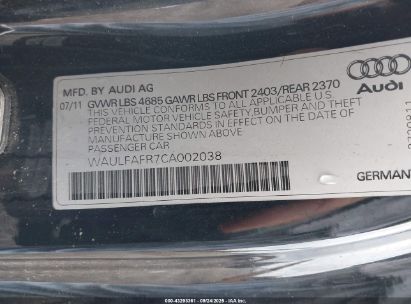 MFD. BY AUDI AG
07/11 GVWR LBS 4685 GAWR LBS FRONT 2403/REAR 2370
THIS VEHICLE CONFORMS TO ALL APPLICABLE
FEDERAL MOTOR VEHICLE SAFETY, BUMPER AND THEFT
PREVENTION STANDARDS IN EFFECT ON THE DATE OF
MANUFACTURE SHOWN ABOVE
PASSENGER CAR
WAULFAFR7CA002038
Audi
GERMANY